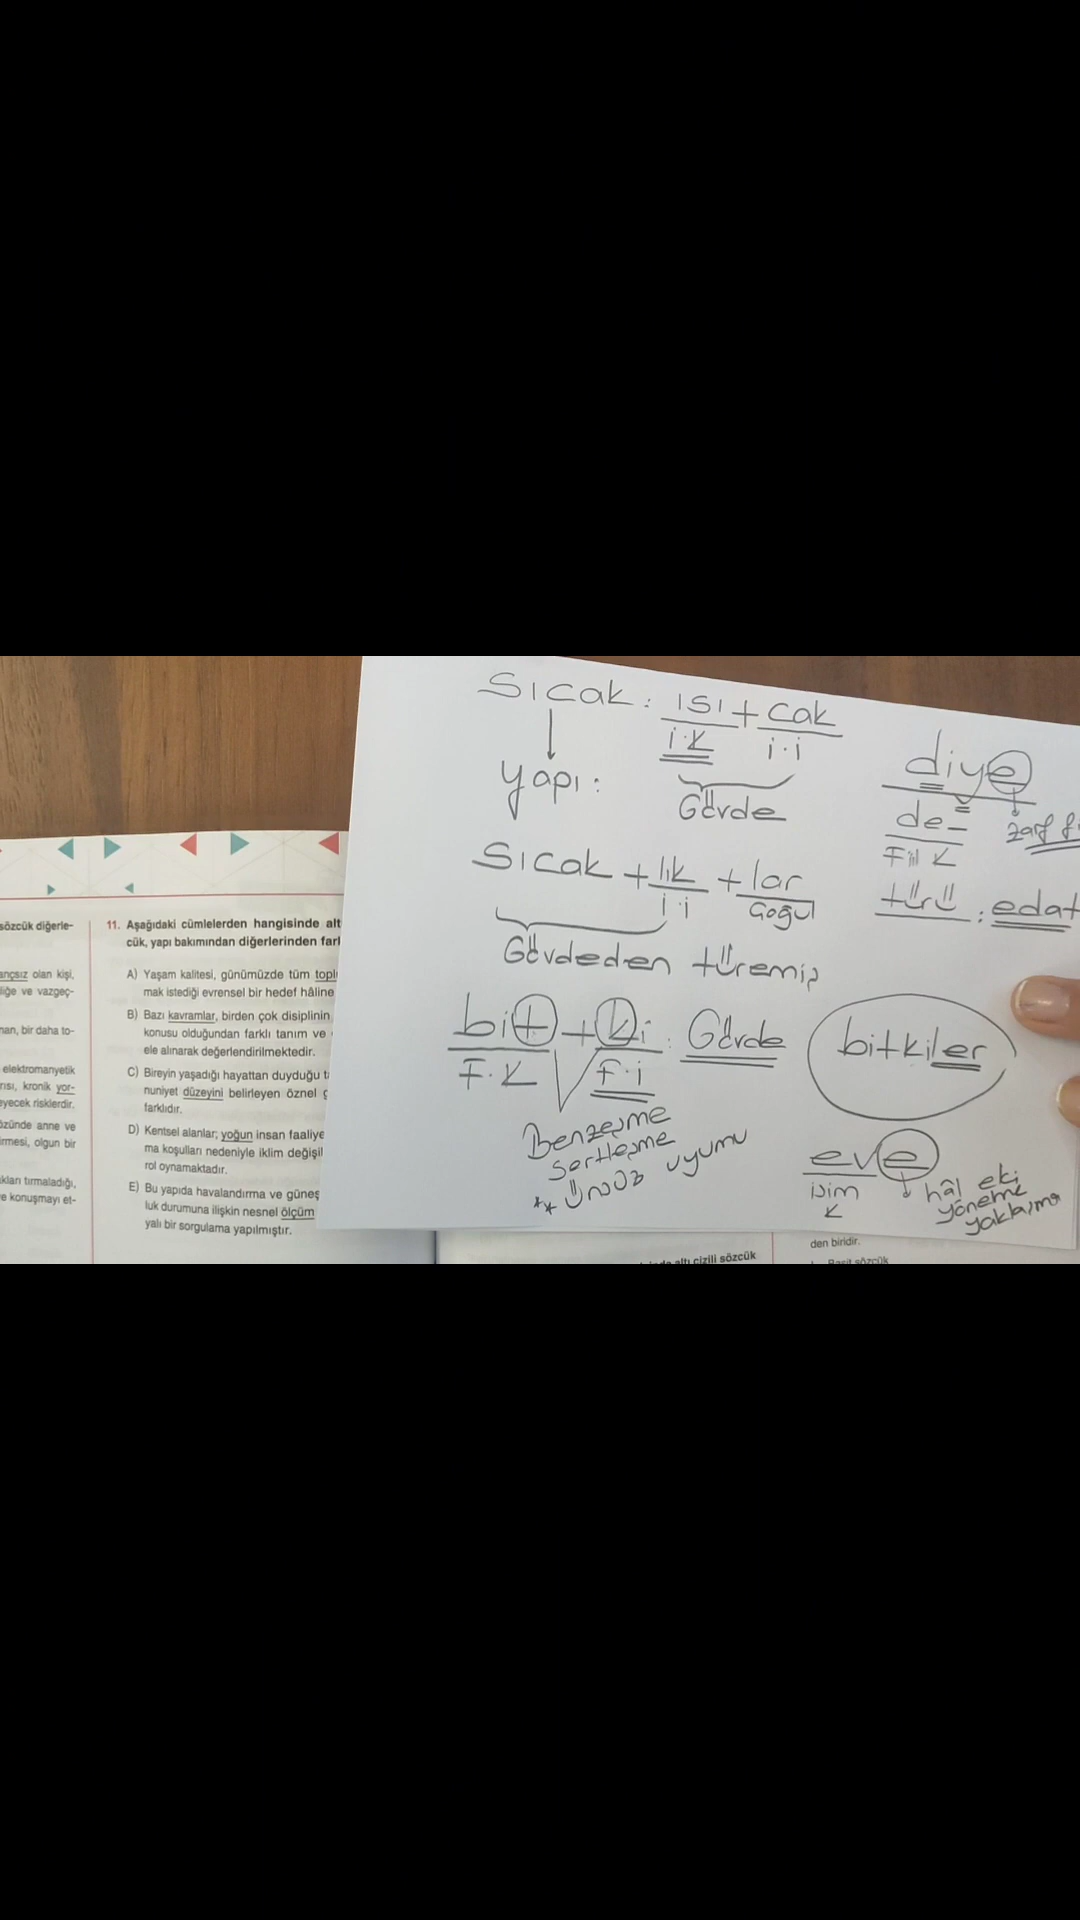 Sıcak : ısı + cak
i.K i.i
yapı :
Gövde
Sıcak + lık + lar
i.i Çoğul
Gövdeden türemiş
bit + ki : Gövde
F.K F.i
Benzeşme
Sertleşme
** Ünsüz uyumu
diye
de-
zarf
Fiil K
türü : edat
bitkiler
eve
isim
K
hâl eki
yönelme
yaklaşma
sözcük diğerle-
ançsız olan kişi,
liğe ve vazgeç-
man, bir daha to-
elektromanyetik
kronik yor-
eyecek risklerdir.
özünde anne ve
olgun bir
tırmaladığı,
konuşmayı et-
11. Aşağıdaki cümlelerden hangisinde alt
cük, yapı bakımından diğerlerinden farl
A) Yaşam kalitesi, günümüzde tüm topl
mak istediği evrensel bir hedef hâline
B) Bazı kavramlar, birden çok disiplinin
konusu olduğundan farklı tanım ve
ele alınarak değerlendirilmektedir.
C) Bireyin yaşadığı hayattan duyduğu t
nuniyet düzeyini belirleyen öznel
farklıdır.
D) Kentsel alanlar; yoğun insan faaliye
ma koşulları nedeniyle iklim değişil
rol oynamaktadır.
E) Bu yapıda havalandırma ve güneş
luk durumuna ilişkin nesnel ölçüm
yalı bir sorgulama yapılmıştır.
altı çizili sözcük
den biridir.
Basit sözcük